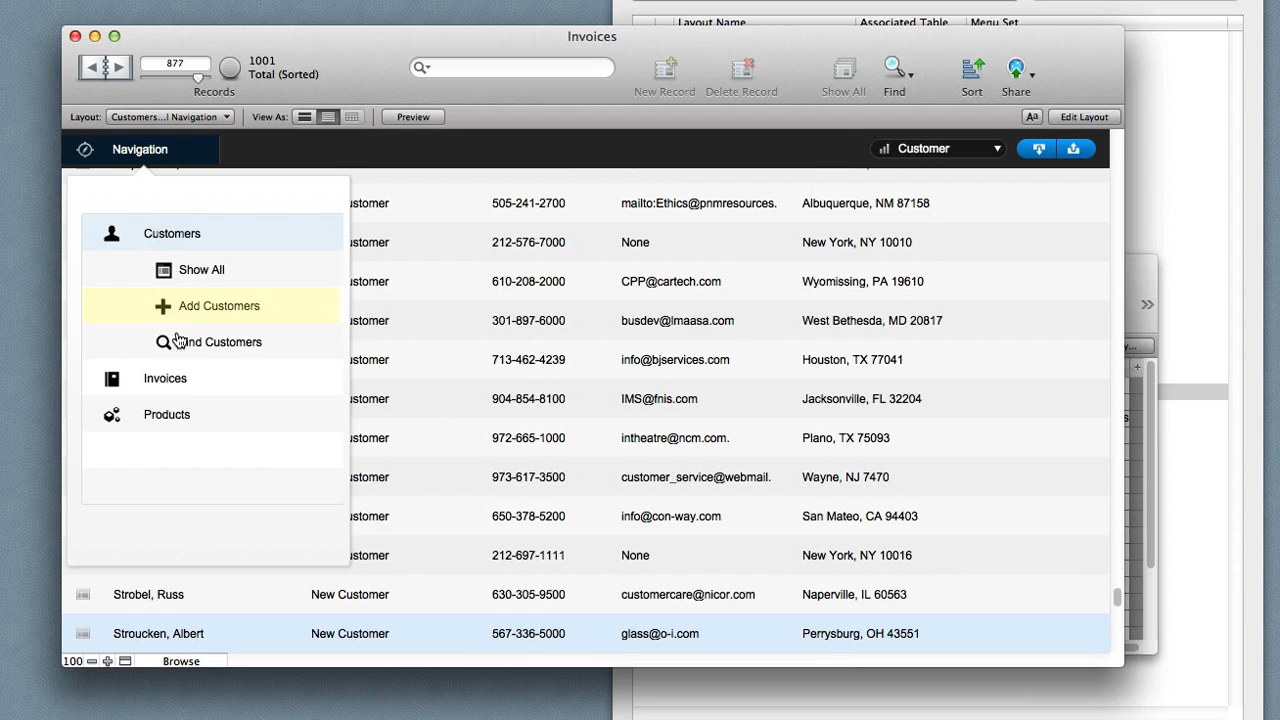 Layout Name Associated Table Menu Set
Invoices
877 1001
Total (Sorted)
Records New Record Delete Record Show All Find Sort Share
Layout: Customers...l Navigation View As: Preview Aa Edit Layout
Navigation Customer
ustomer 505-241-2700 mailto:Ethics@pnmresources. Albuquerque, NM 87158
Customers
ustomer 212-576-7000 None New York, NY 10010
Show All
ustomer 610-208-2000 CPP@cartech.com Wyomissing, PA 19610
Add Customers
ustomer 301-897-6000 busdev@lmaasa.com West Bethesda, MD 20817
nd Customers
ustomer 713-462-4239 info@bjservices.com Houston, TX 77041
Invoices
ustomer 904-854-8100 IMS@fnis.com Jacksonville, FL 32204
Products
ustomer 972-665-1000 intheatre@ncm.com. Plano, TX 75093
ustomer 973-617-3500 customer_service@webmail. Wayne, NJ 7470
ustomer 650-378-5200 info@con-way.com San Mateo, CA 94403
ustomer 212-697-1111 None New York, NY 10016
Strobel, Russ New Customer 630-305-9500 customercare@nicor.com Naperville, IL 60563
Stroucken, Albert New Customer 567-336-5000 glass@o-i.com Perrysburg, OH 43551
100 Browse